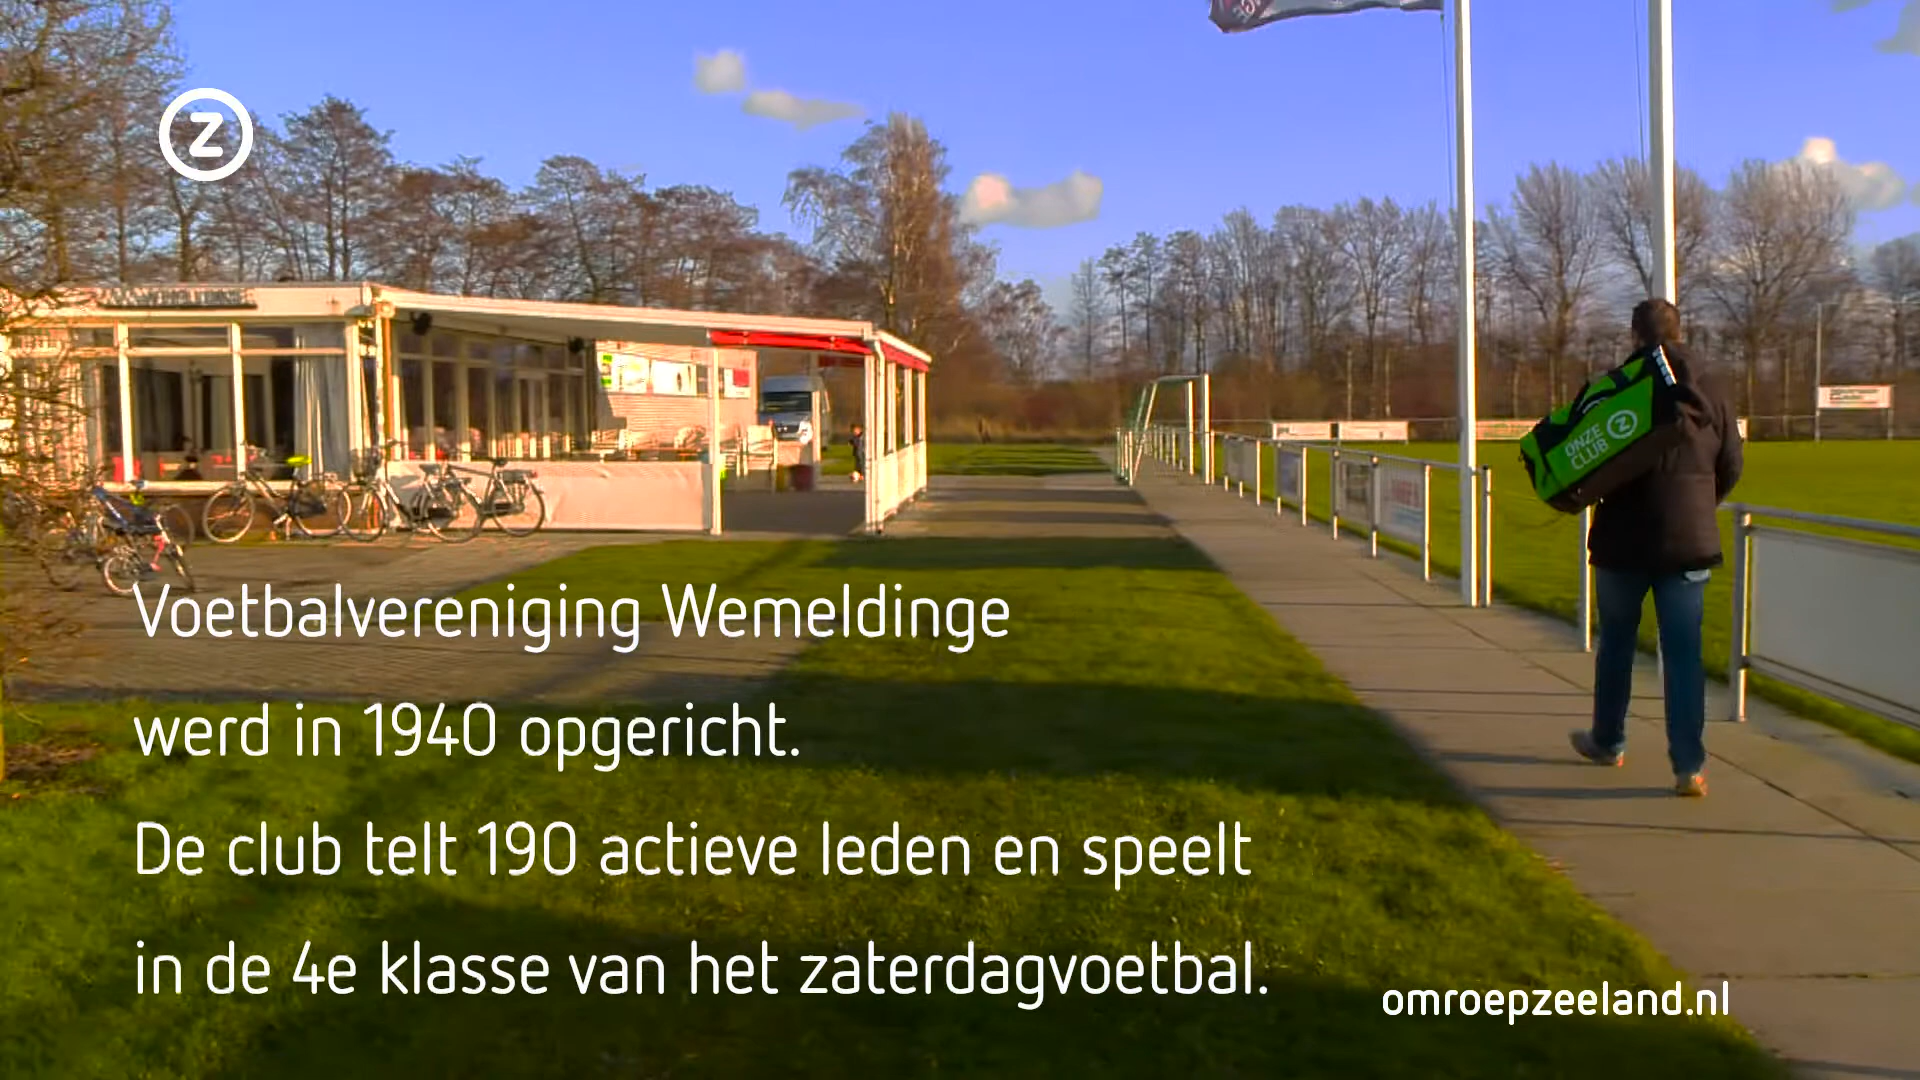 Z
Voetbalvereniging Wemeldinge
werd in 1940 opgericht.
De club telt 190 actieve leden en speelt
in de 4e klasse van het zaterdagvoetbal.
omroepzeeland.nl
ONZE
CLUB
Z